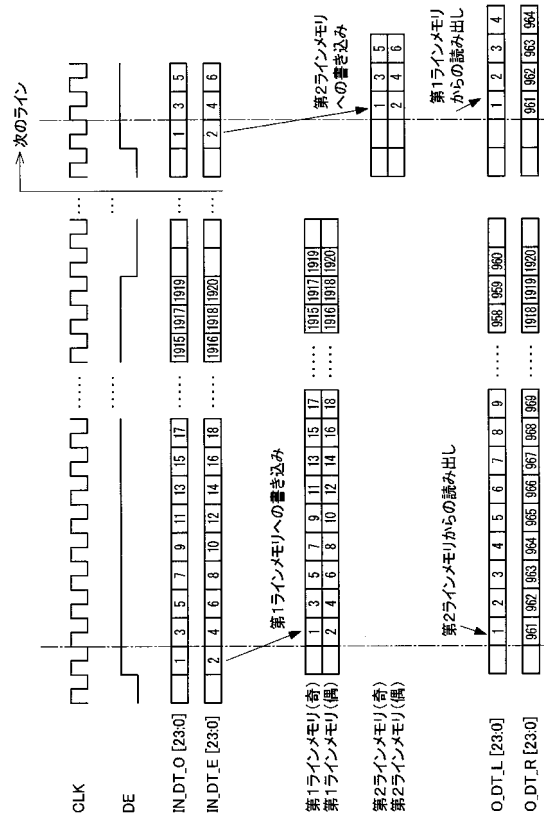 次のライン
CLK
DE
IN_DT_O [23:0] 1 3 5 7 9 11 13 15 17 ...... 1915 1917 1919 ... 1 3 5
IN_DT_E [23:0] 2 4 6 8 10 12 14 16 18 ...... 1916 1918 1920 ... 2 4 6
第1ラインメモリへの書き込み
第1ラインメモリ(奇) 1 3 5 7 9 11 13 15 17 ...... 1915 1917 1919
第1ラインメモリ(偶) 2 4 6 8 10 12 14 16 18 1916 1918 1920
第2ラインメモリ
への書き込み
第2ラインメモリ(奇) 1 3 5
第2ラインメモリ(偶) 2 4 6
第2ラインメモリからの読み出し
第1ラインメモリ
からの読み出し
O_DT_L [23:0] 1 2 3 4 5 6 7 8 9 ...... 958 959 960 1 2 3 4
O_DT_R [23:0] 961 962 963 964 965 966 967 968 969 ...... 1918 1919 1920 961 962 963 964